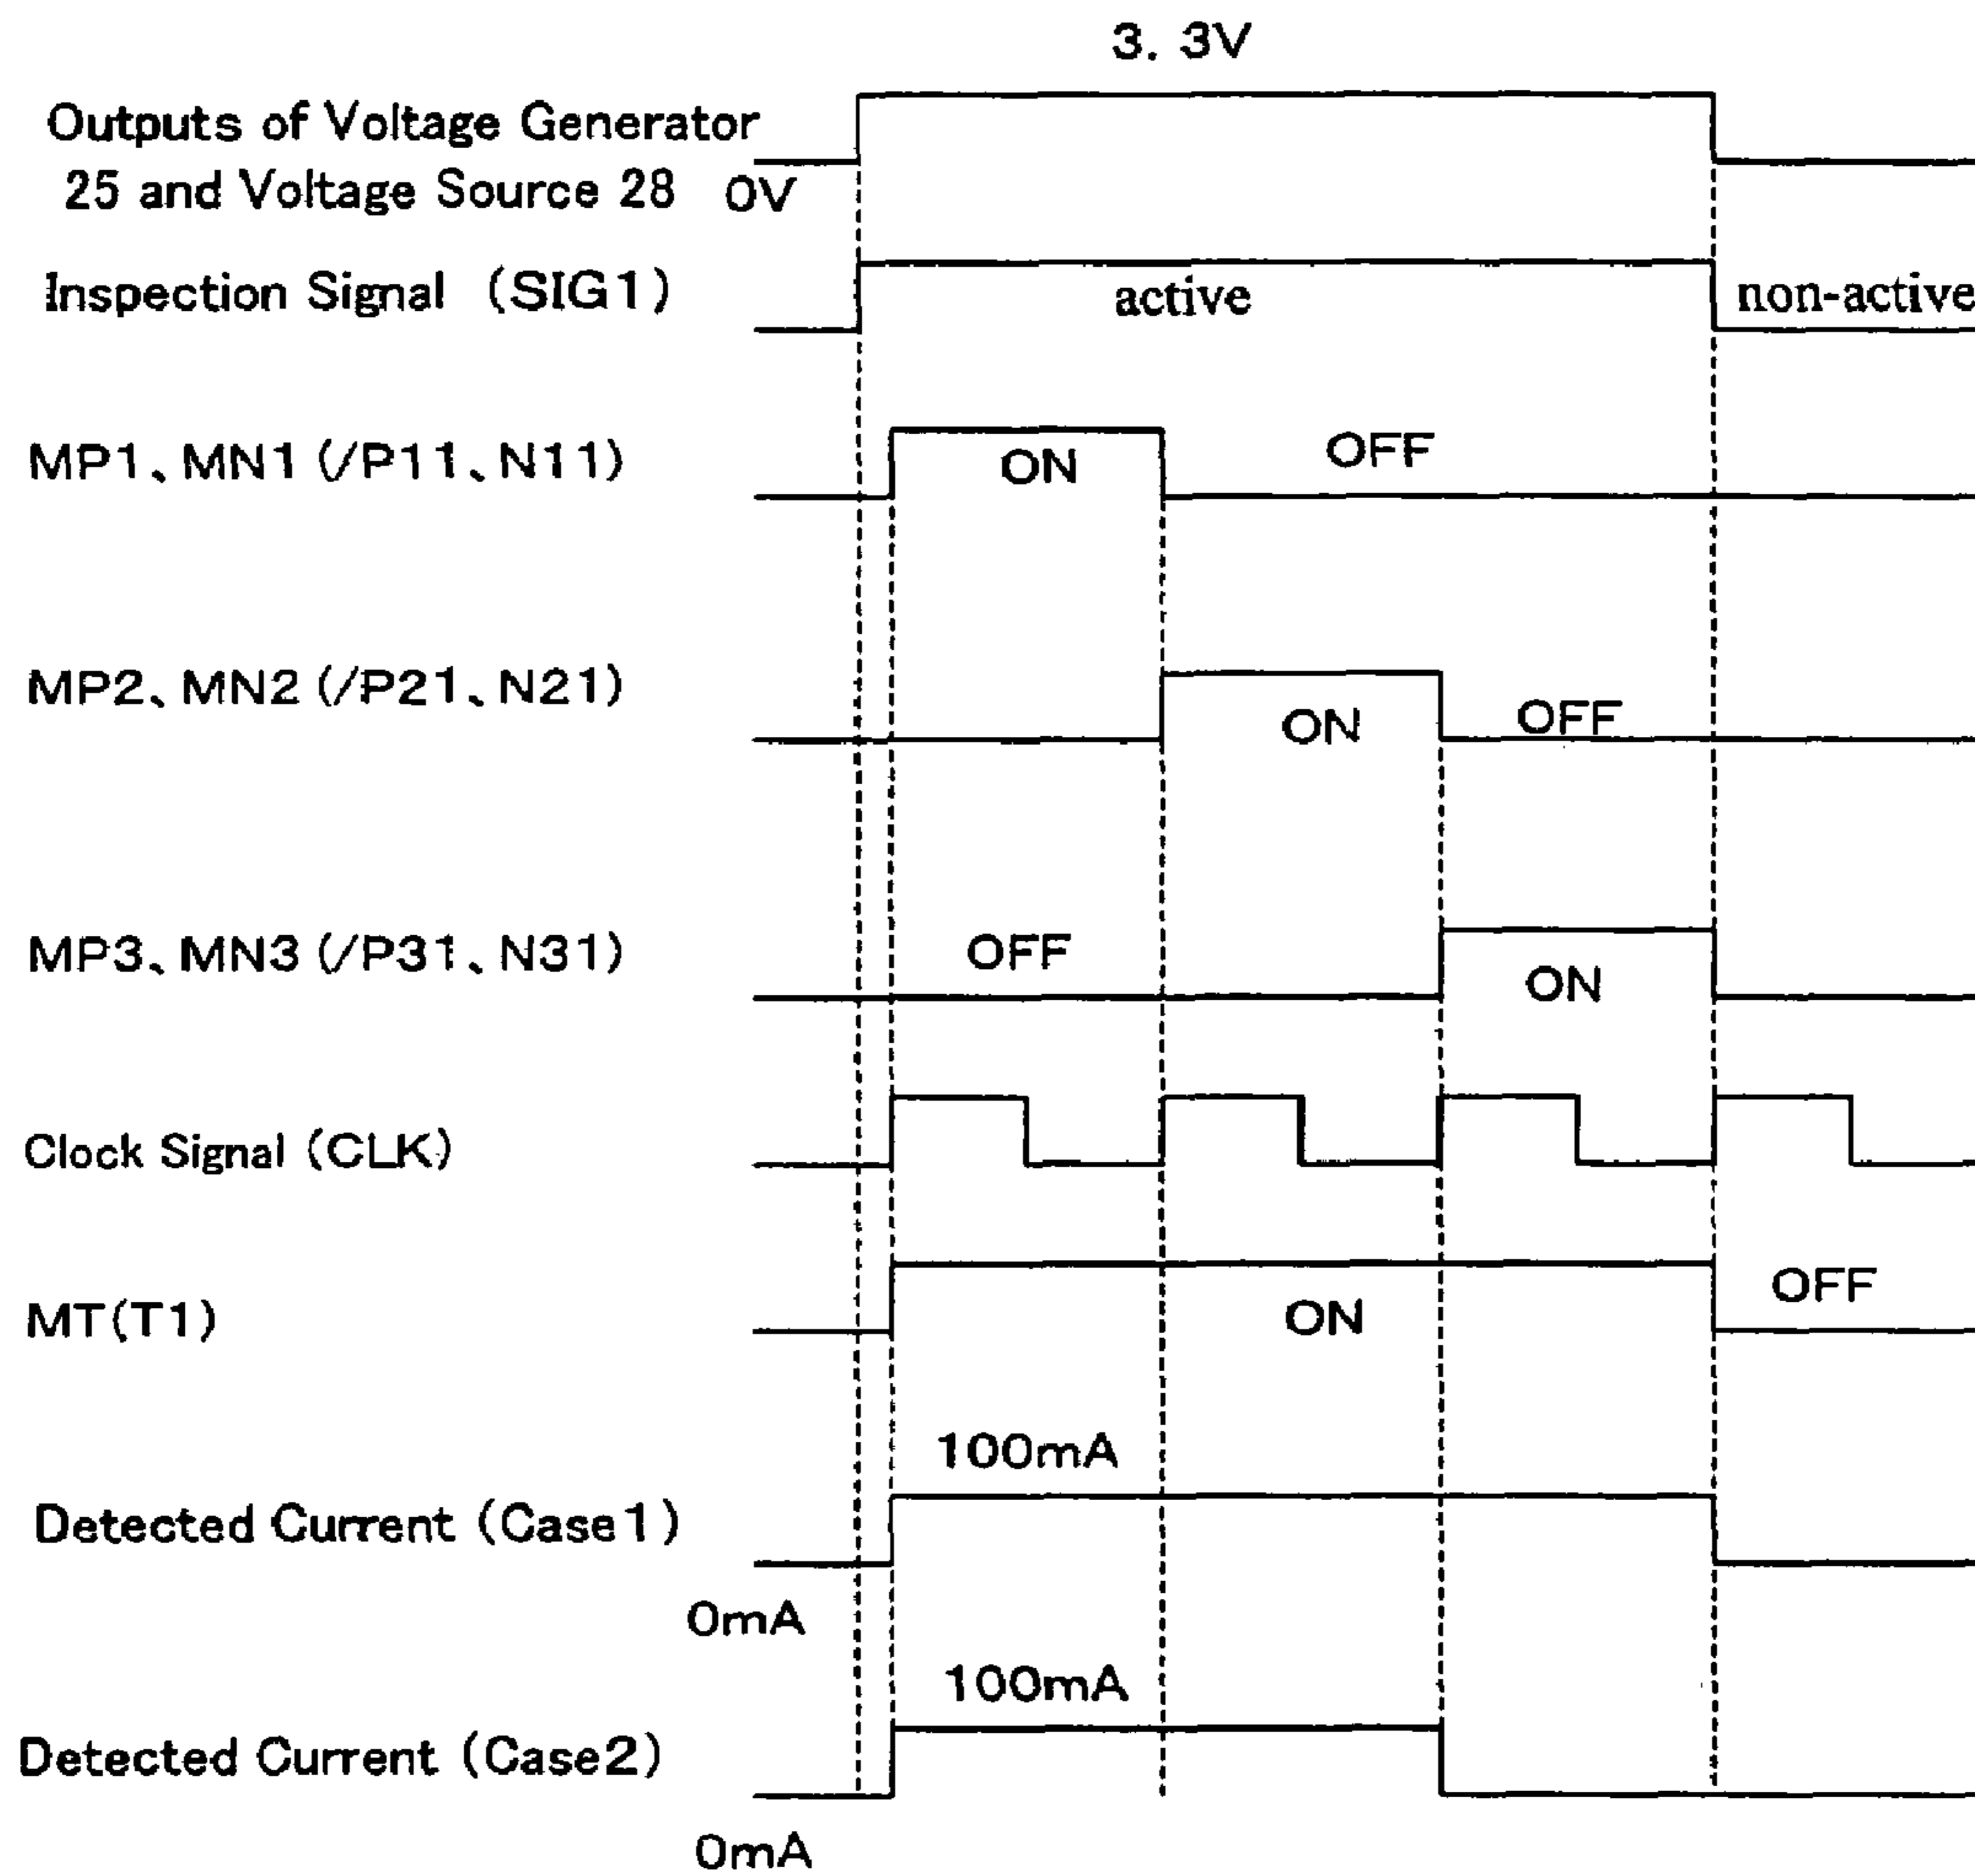 3. 3V
Outputs of Voltage Generator
25 and Voltage Source 28 0V
Inspection Signal (SIG1)
active
non-active
MP1、MN1(/P11、N11)
ON
OFF
MP2、MN2(/P21、N21)
ON
OFF
MP3、MN3(/P31、N31)
OFF
ON
Clock Signal (CLK)
MT(T1)
ON
OFF
100mA
Detected Current (Case1)
0mA
100mA
Detected Current (Case2)
0mA